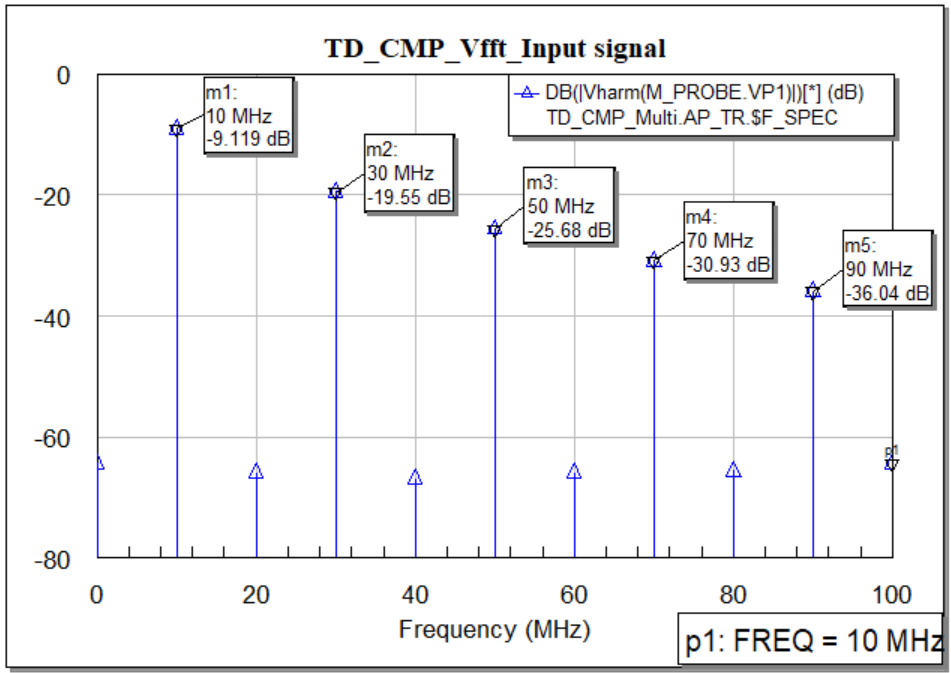 TD_CMP_Vfft_Input signal
DB(|Vharm(M_PROBE.VP1)|)[*] (dB)
TD_CMP_Multi.AP_TR.$F_SPEC
m1:
10 MHz
-9.119 dB
m2:
30 MHz
-19.55 dB
m3:
50 MHz
-25.68 dB
m4:
70 MHz
-30.93 dB
m5:
90 MHz
-36.04 dB
p1
0
-20
-40
-60
-80
0
20
40
60
80
100
Frequency (MHz)
p1: FREQ = 10 MHz